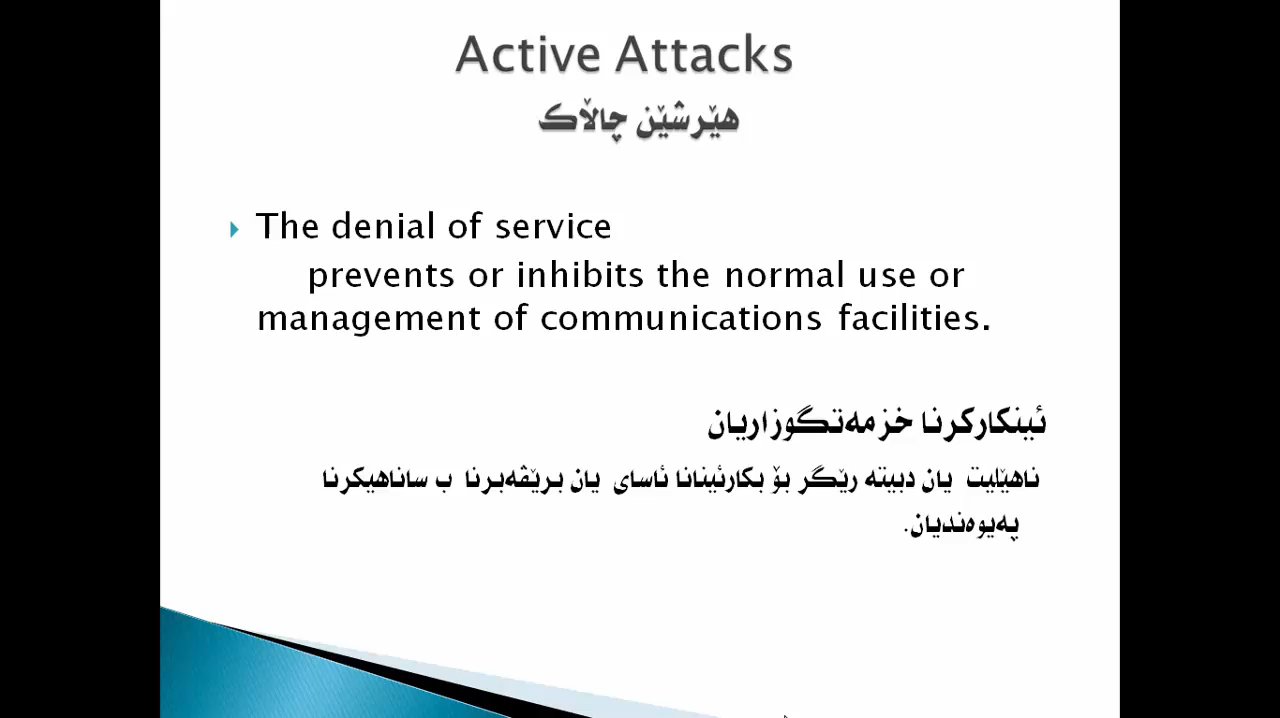 Active Attacks
هێرشێن چاڵاک
The denial of service
prevents or inhibits the normal use or
management of communications facilities.
ئینکارکرنا خزمەتگوزاریان
ناهێلیت یان دبیتە رێگر بۆ بکارئینانا ئاسای یان برێڤەبرنا ب ساناهیکرنا
پەیوەندیان.